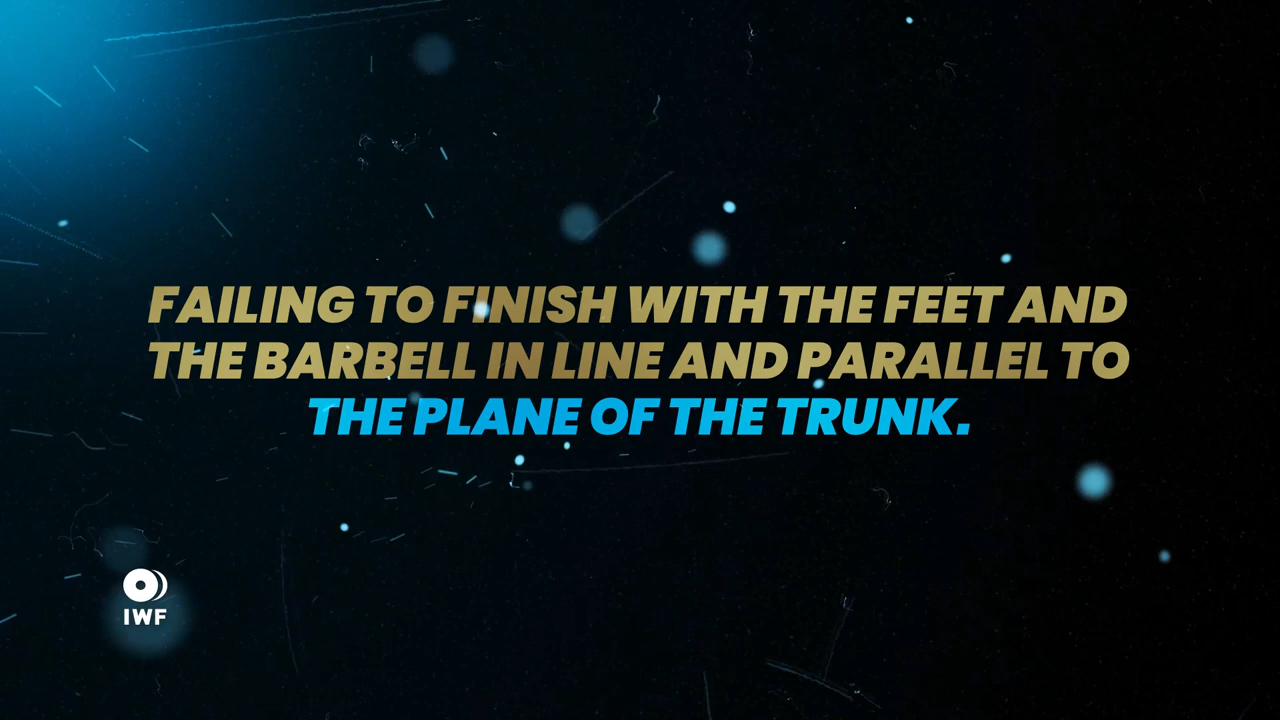 FAILING TO FINISH WITH THE FEET AND
THE BARBELL IN LINE AND PARALLEL TO
THE PLANE OF THE TRUNK.
IWF